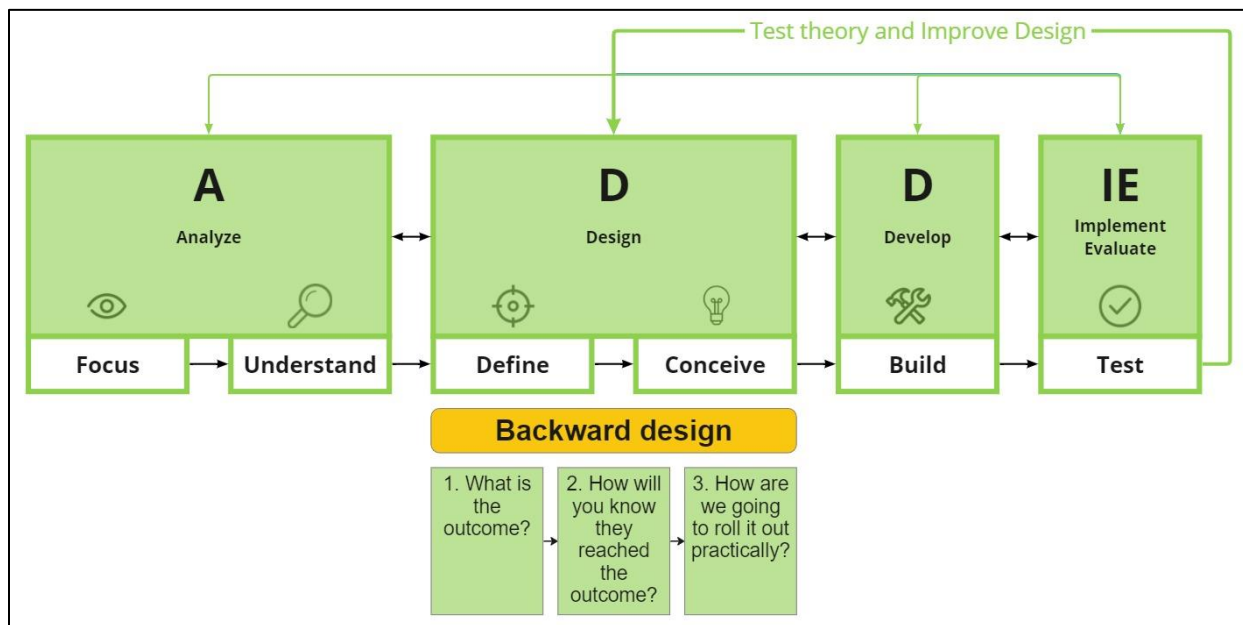 Test theory and Improve Design
A
Analyze
D
Design
D
Develop
IE
Implement
Evaluate
Focus
Understand
Define
Conceive
Build
Test
Backward design
1. What is
the
outcome?
2. How will
you know
they
reached
the
outcome?
3. How are
we going
to roll it out
practically?